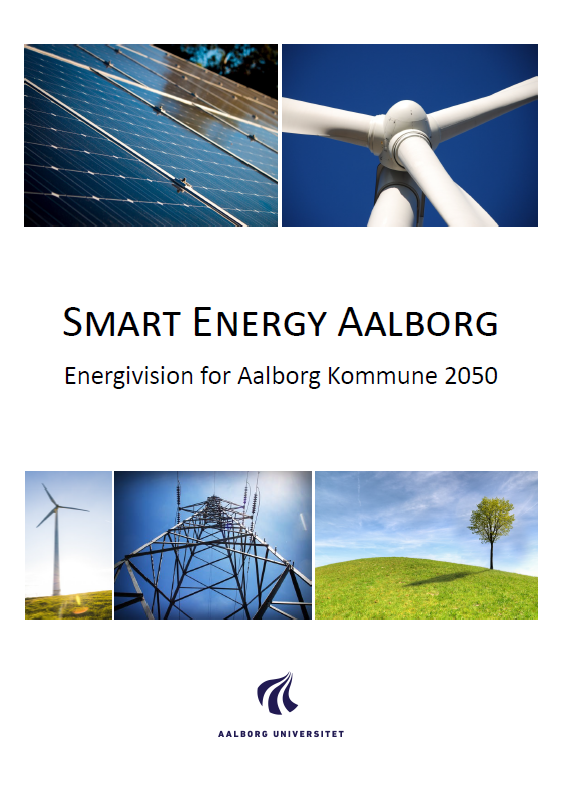 Smart Energy Aalborg
Energivision for Aalborg Kommune 2050
AALBORG UNIVERSITET